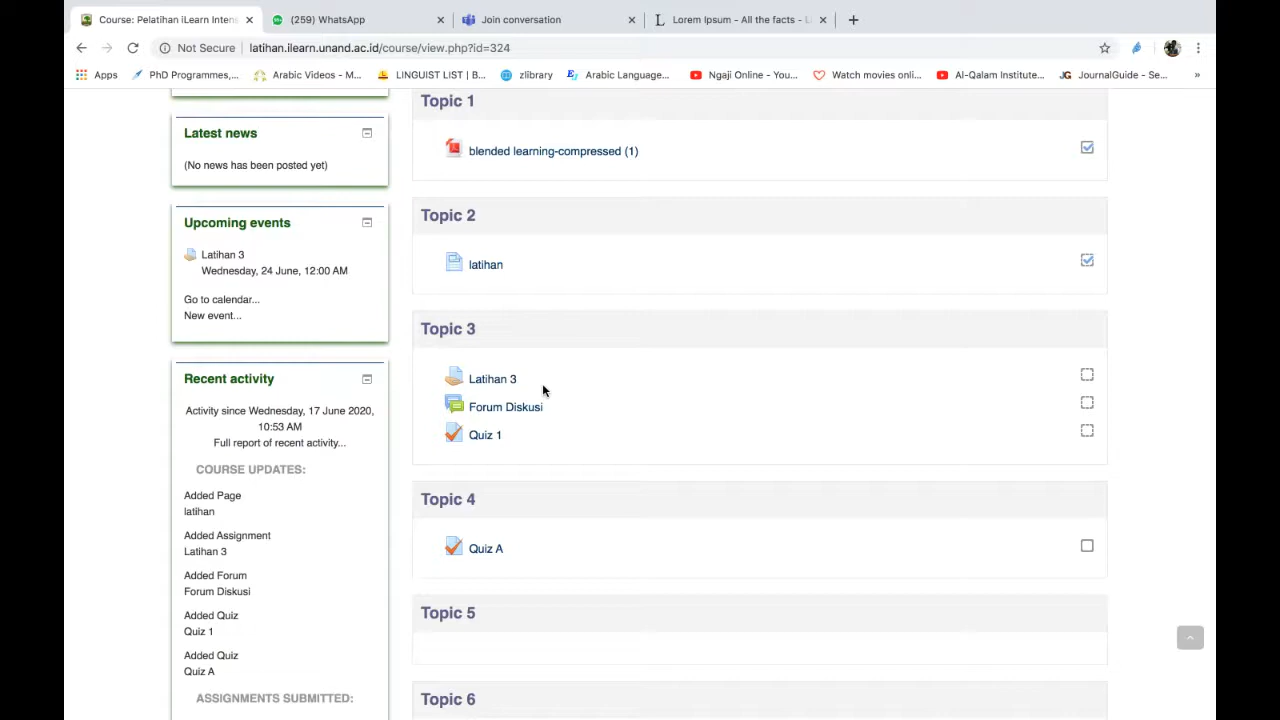 Course: Pelatihan iLearn Intens
(259) WhatsApp
Join conversation
Lorem Ipsum - All the facts - L
Not Secure
latihan.ilearn.unand.ac.id/course/view.php?id=324
Apps
PhD Programmes,...
Arabic Videos - M...
LINGUIST LIST | B...
zlibrary
Arabic Language...
Ngaji Online - You...
Watch movies onli...
Al-Qalam Institute...
JournalGuide - Se...
»
Latest news
(No news has been posted yet)
Upcoming events
Latihan 3
Wednesday, 24 June, 12:00 AM
Go to calendar...
New event...
Recent activity
Activity since Wednesday, 17 June 2020,
10:53 AM
Full report of recent activity...
COURSE UPDATES:
Added Page
latihan
Added Assignment
Latihan 3
Added Forum
Forum Diskusi
Added Quiz
Quiz 1
Added Quiz
Quiz A
ASSIGNMENTS SUBMITTED:
Topic 1
blended learning-compressed (1)
Topic 2
latihan
Topic 3
Latihan 3
Forum Diskusi
Quiz 1
Topic 4
Quiz A
Topic 5
Topic 6